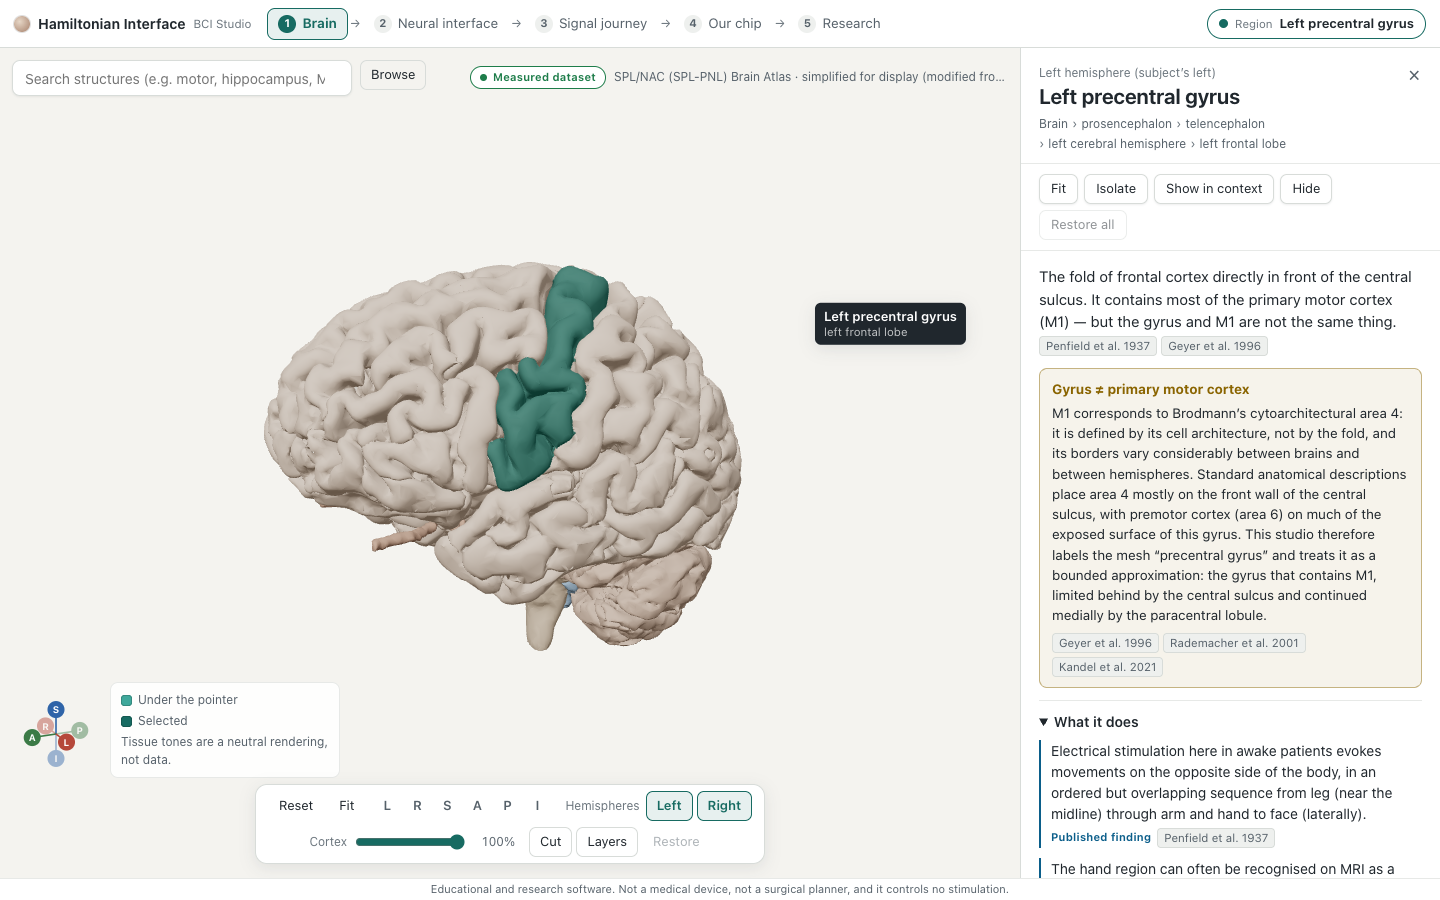 Hamiltonian Interface BCI Studio 1 Brain → 2 Neural interface → 3 Signal journey → 4 Our chip → 5 Research Region Left precentral gyrus
Search structures (e.g. motor, hippocampus, M
Browse
Measured dataset SPL/NAC (SPL-PNL) Brain Atlas · simplified for display (modified fro…
Left precentral gyrus
left frontal lobe
S
R
P
A
L
I
Under the pointer
Selected
Tissue tones are a neutral rendering,
not data.
Reset Fit L R S A P I Hemispheres Left Right
Cortex 100% Cut Layers Restore
Left hemisphere (subject's left)
Left precentral gyrus
Brain › prosencephalon › telencephalon
› left cerebral hemisphere › left frontal lobe
Fit Isolate Show in context Hide
Restore all
The fold of frontal cortex directly in front of the central
sulcus. It contains most of the primary motor cortex
(M1) — but the gyrus and M1 are not the same thing.
Penfield et al. 1937 Geyer et al. 1996
Gyrus ≠ primary motor cortex
M1 corresponds to Brodmann's cytoarchitectural area 4:
it is defined by its cell architecture, not by the fold, and
its borders vary considerably between brains and
between hemispheres. Standard anatomical descriptions
place area 4 mostly on the front wall of the central
sulcus, with premotor cortex (area 6) on much of the
exposed surface of this gyrus. This studio therefore
labels the mesh “precentral gyrus” and treats it as a
bounded approximation: the gyrus that contains M1,
limited behind by the central sulcus and continued
medially by the paracentral lobule.
Geyer et al. 1996 Rademacher et al. 2001
Kandel et al. 2021
▼ What it does
Electrical stimulation here in awake patients evokes
movements on the opposite side of the body, in an
ordered but overlapping sequence from leg (near the
midline) through arm and hand to face (laterally).
Published finding Penfield et al. 1937
The hand region can often be recognised on MRI as a
Educational and research software. Not a medical device, not a surgical planner, and it controls no stimulation.